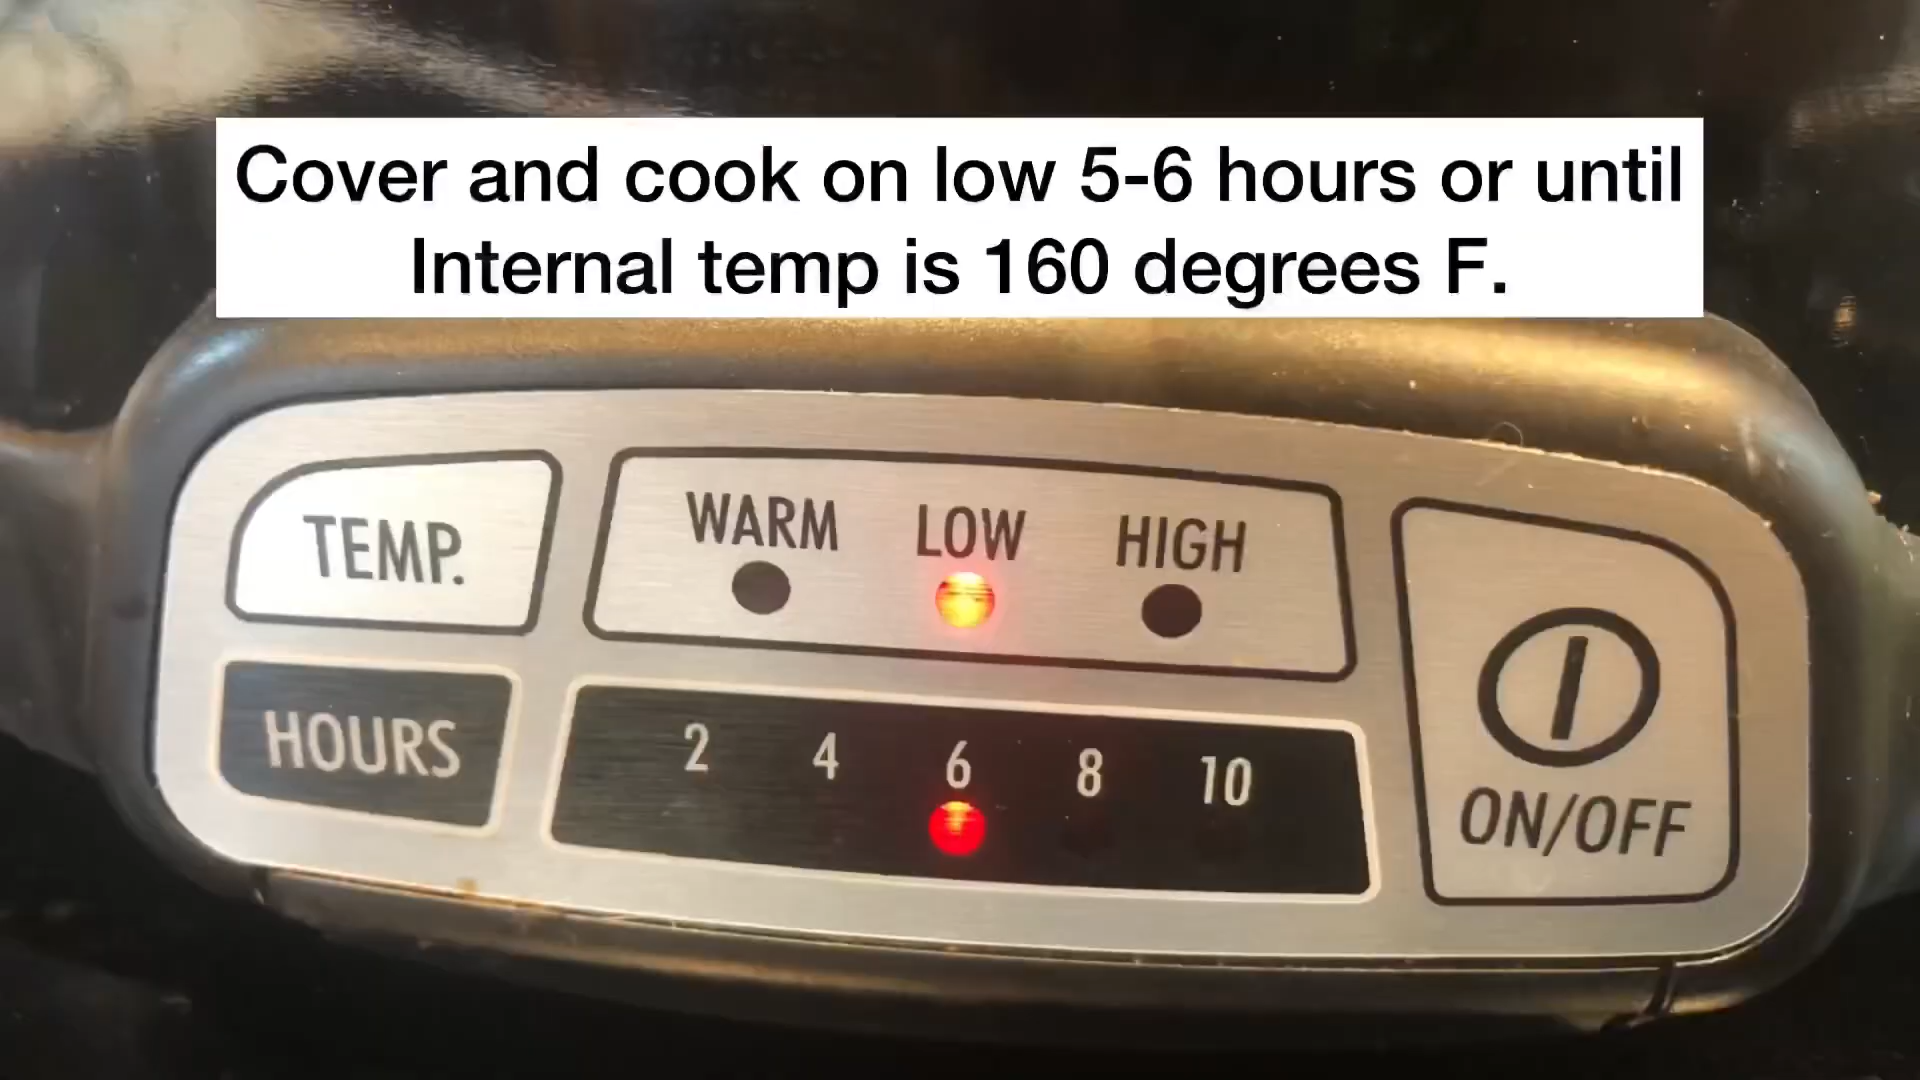 Cover and cook on low 5-6 hours or until
Internal temp is 160 degrees F.
TEMP.
WARM LOW HIGH
HOURS
2 4 6 8 10
ON/OFF